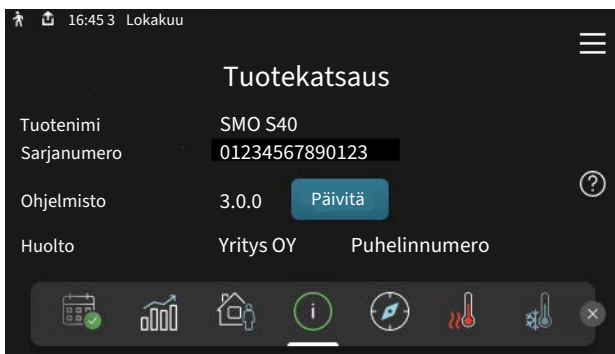 16:45 3 Lokakuu
Tuotekatsaus
Tuotenimi SMO S40
Sarjanumero 01234567890123
Ohjelmisto 3.0.0 Päivitä
Huolto Yritys OY Puhelinnumero